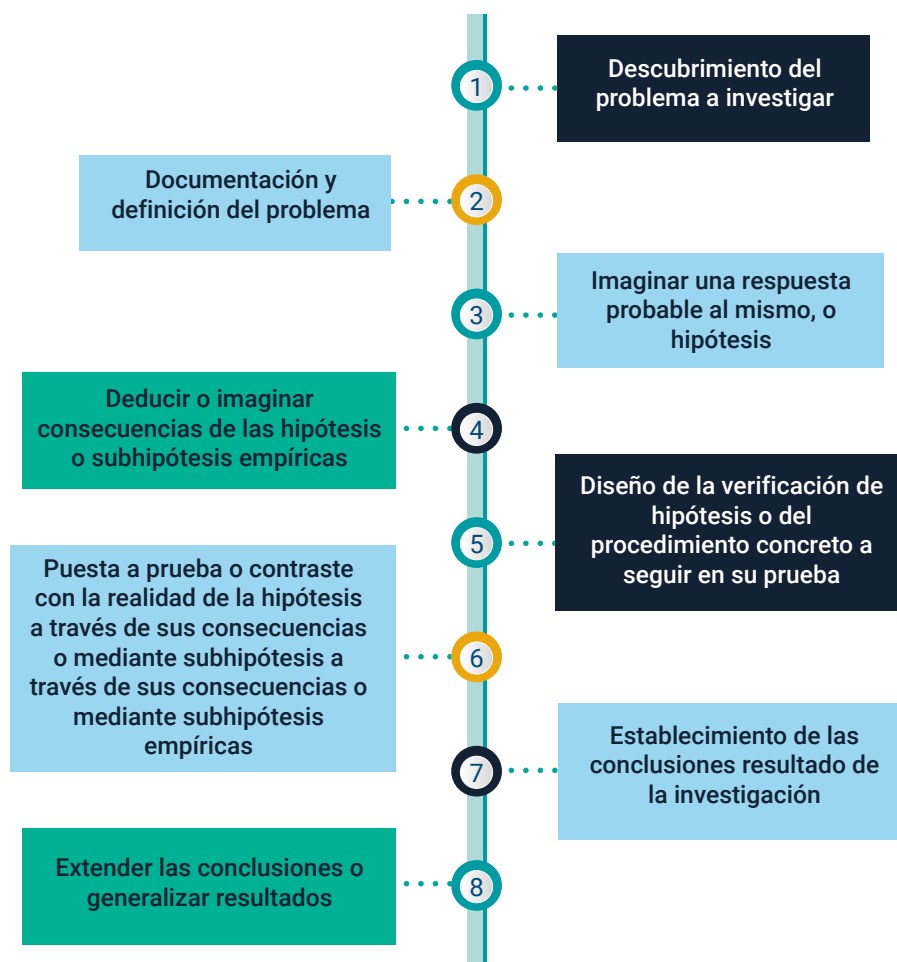 1
Descubrimiento del
problema a investigar
Documentación y
definición del problema
2
3
Imaginar una respuesta
probable al mismo, o
hipótesis
Deducir o imaginar
consecuencias de las hipótesis
o subhipótesis empíricas
4
5
Diseño de la verificación de
hipótesis o del
procedimiento concreto a
seguir en su prueba
Puesta a prueba o contraste
con la realidad de la hipótesis
a través de sus consecuencias
o mediante subhipótesis a
través de sus consecuencias o
mediante subhipótesis
empíricas
6
7
Establecimiento de las
conclusiones resultado de
la investigación
Extender las conclusiones o
generalizar resultados
8